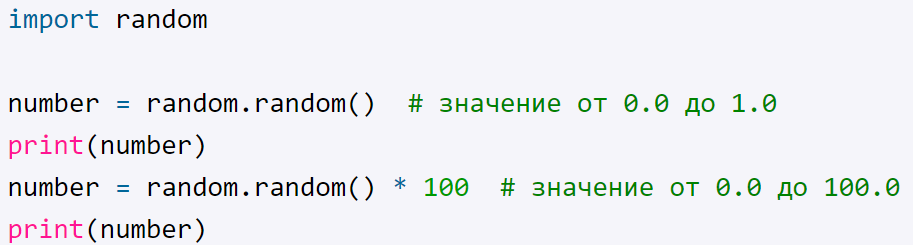 import random
number = random.random()  # значение от 0.0 до 1.0
print(number)
number = random.random() * 100  # значение от 0.0 до 100.0
print(number)